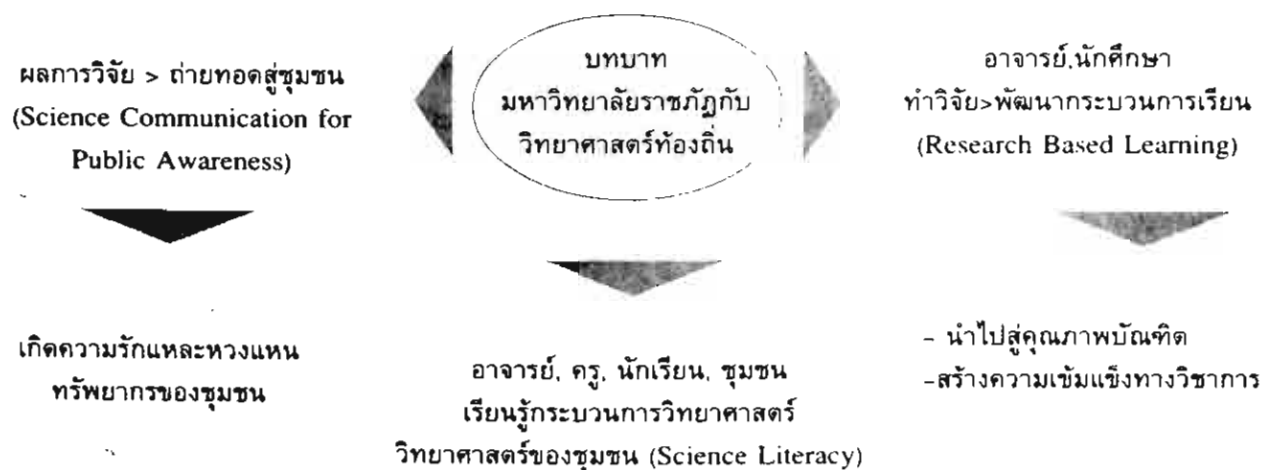 บทบาท
มหาวิทยาลัยราชภัฏกับ
วิทยาศาสตร์ท้องถิ่น
ผลการวิจัย > ถ่ายทอดสู่ชุมชน
(Science Communication for
Public Awareness)
เกิดความรักแหละหวงแหน
ทรัพยากรของชุมชน
อาจารย์, ครู, นักเรียน, ชุมชน
เรียนรู้กระบวนการวิทยาศาสตร์
วิทยาศาสตร์ของชุมชน (Science Literacy)
อาจารย์,นักศึกษา
ทำวิจัย>พัฒนากระบวนการเรียน
(Research Based Learning)
- นำไปสู่คุณภาพบัณฑิต
-สร้างความเข้มแข็งทางวิชาการ